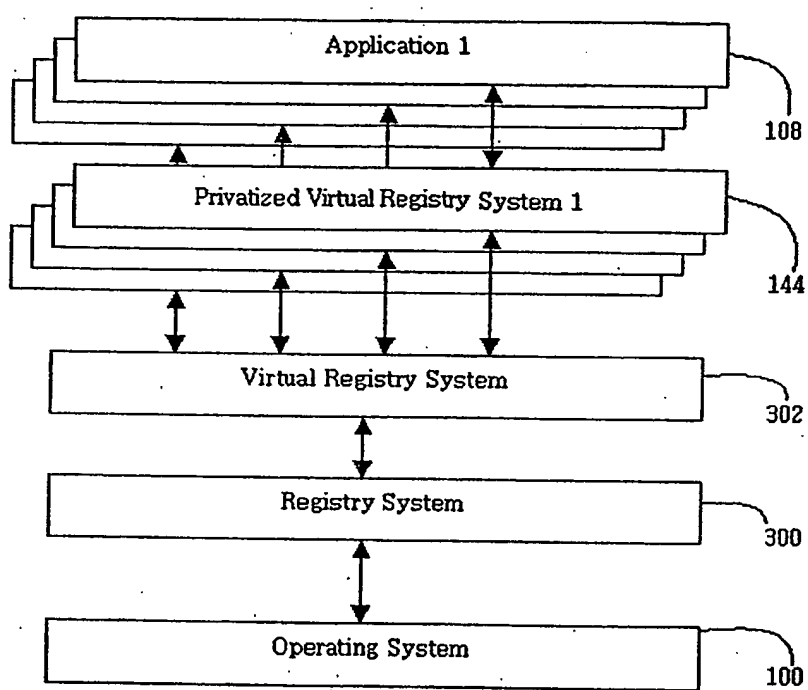 Application 1
108
Privatized Virtual Registry System 1
144
Virtual Registry System
302
Registry System
300
Operating System
100